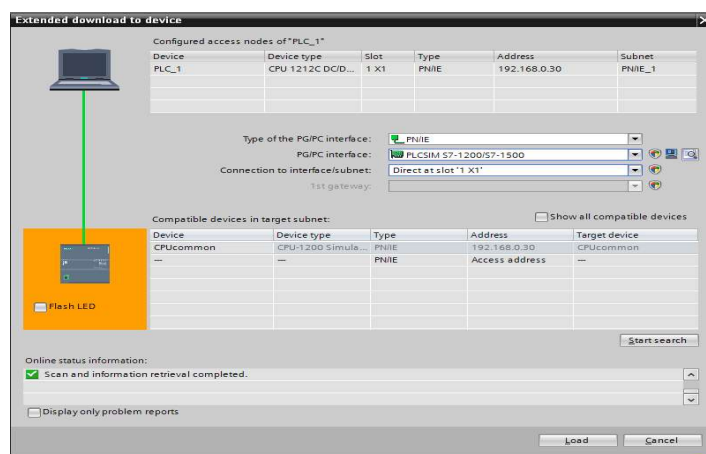 Extended download to device
Configured access nodes of "PLC_1"
Device Device type Slot Type Address Subnet
PLC_1 CPU 1212C DC/D... 1 X1 PN/IE 192.168.0.30 PN/IE_1
Type of the PG/PC interface: PN/IE
PG/PC interface: PLCSIM S7-1200/S7-1500
Connection to interface/subnet: Direct at slot '1 X1'
1st gateway:
Compatible devices in target subnet: Show all compatible devices
Device Device type Type Address Target device
CPUcommon CPU-1200 Simula... PN/IE 192.168.0.30 CPUcommon
— — PN/IE Access address —
Flash LED
Start search
Online status information:
Scan and information retrieval completed.
Display only problem reports
Load Cancel